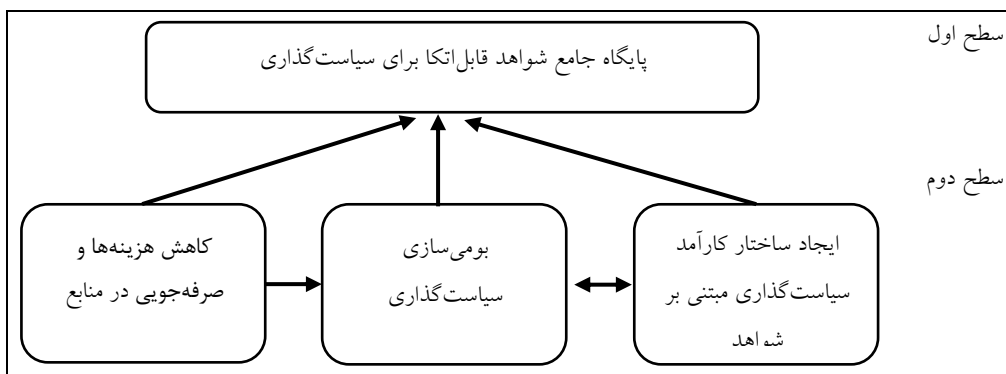 سطح اول
پایگاه جامع شواهد قابل‌اتکا برای سیاست‌گذاری
سطح دوم
ایجاد ساختار کارآمد
سیاست‌گذاری مبتنی بر
شواهد
بومی‌سازی
سیاست‌گذاری
کاهش هزینه‌ها و
صرفه‌جویی در منابع